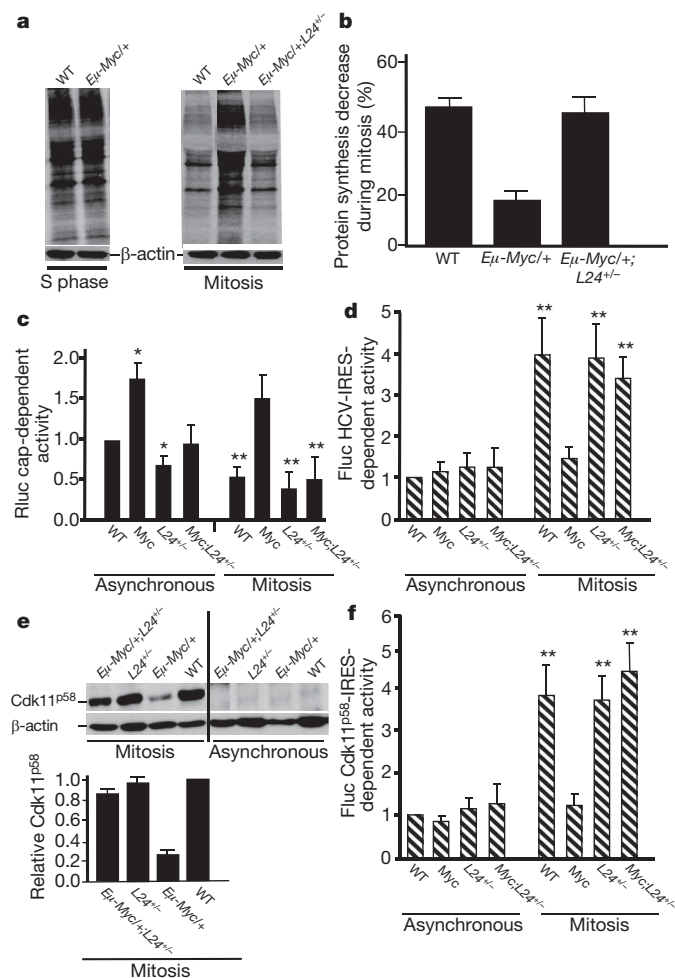 a
WT
Eμ-Myc/+
WT
Eμ-Myc/+
Eμ-Myc/+;L24+/-
β-actin
S phase
Mitosis
b
Protein synthesis decrease
during mitosis (%)
60
40
20
0
WT
Eμ-Myc/+
Eμ-Myc/+;
L24+/-
c
Rluc cap-dependent
activity
2.0
1.5
1.0
0.5
0.0
*
*
**
**
**
WT
Myc
L24+/-
Myc;L24+/-
WT
Myc
L24+/-
Myc;L24+/-
Asynchronous
Mitosis
d
Fluc HCV-IRES-
dependent activity
5
4
3
2
1
0
**
**
**
WT
Myc
L24+/-
Myc;L24+/-
WT
Myc
L24+/-
Myc;L24+/-
Asynchronous
Mitosis
e
Eμ-Myc/+;L24+/-
L24+/-
Eμ-Myc/+
WT
Eμ-Myc/+;L24+/-
L24+/-
Eμ-Myc/+
WT
Cdk11p58
β-actin
Mitosis
Asynchronous
Relative Cdk11p58
1.0
0.8
0.6
0.4
0.2
0.0
Eμ-Myc/+;L24+/-
L24+/-
Eμ-Myc/+
WT
Mitosis
f
Fluc Cdk11p58-IRES-
dependent activity
6
5
4
3
2
1
0
**
**
**
WT
Myc
L24+/-
Myc;L24+/-
WT
Myc
L24+/-
Myc;L24+/-
Asynchronous
Mitosis